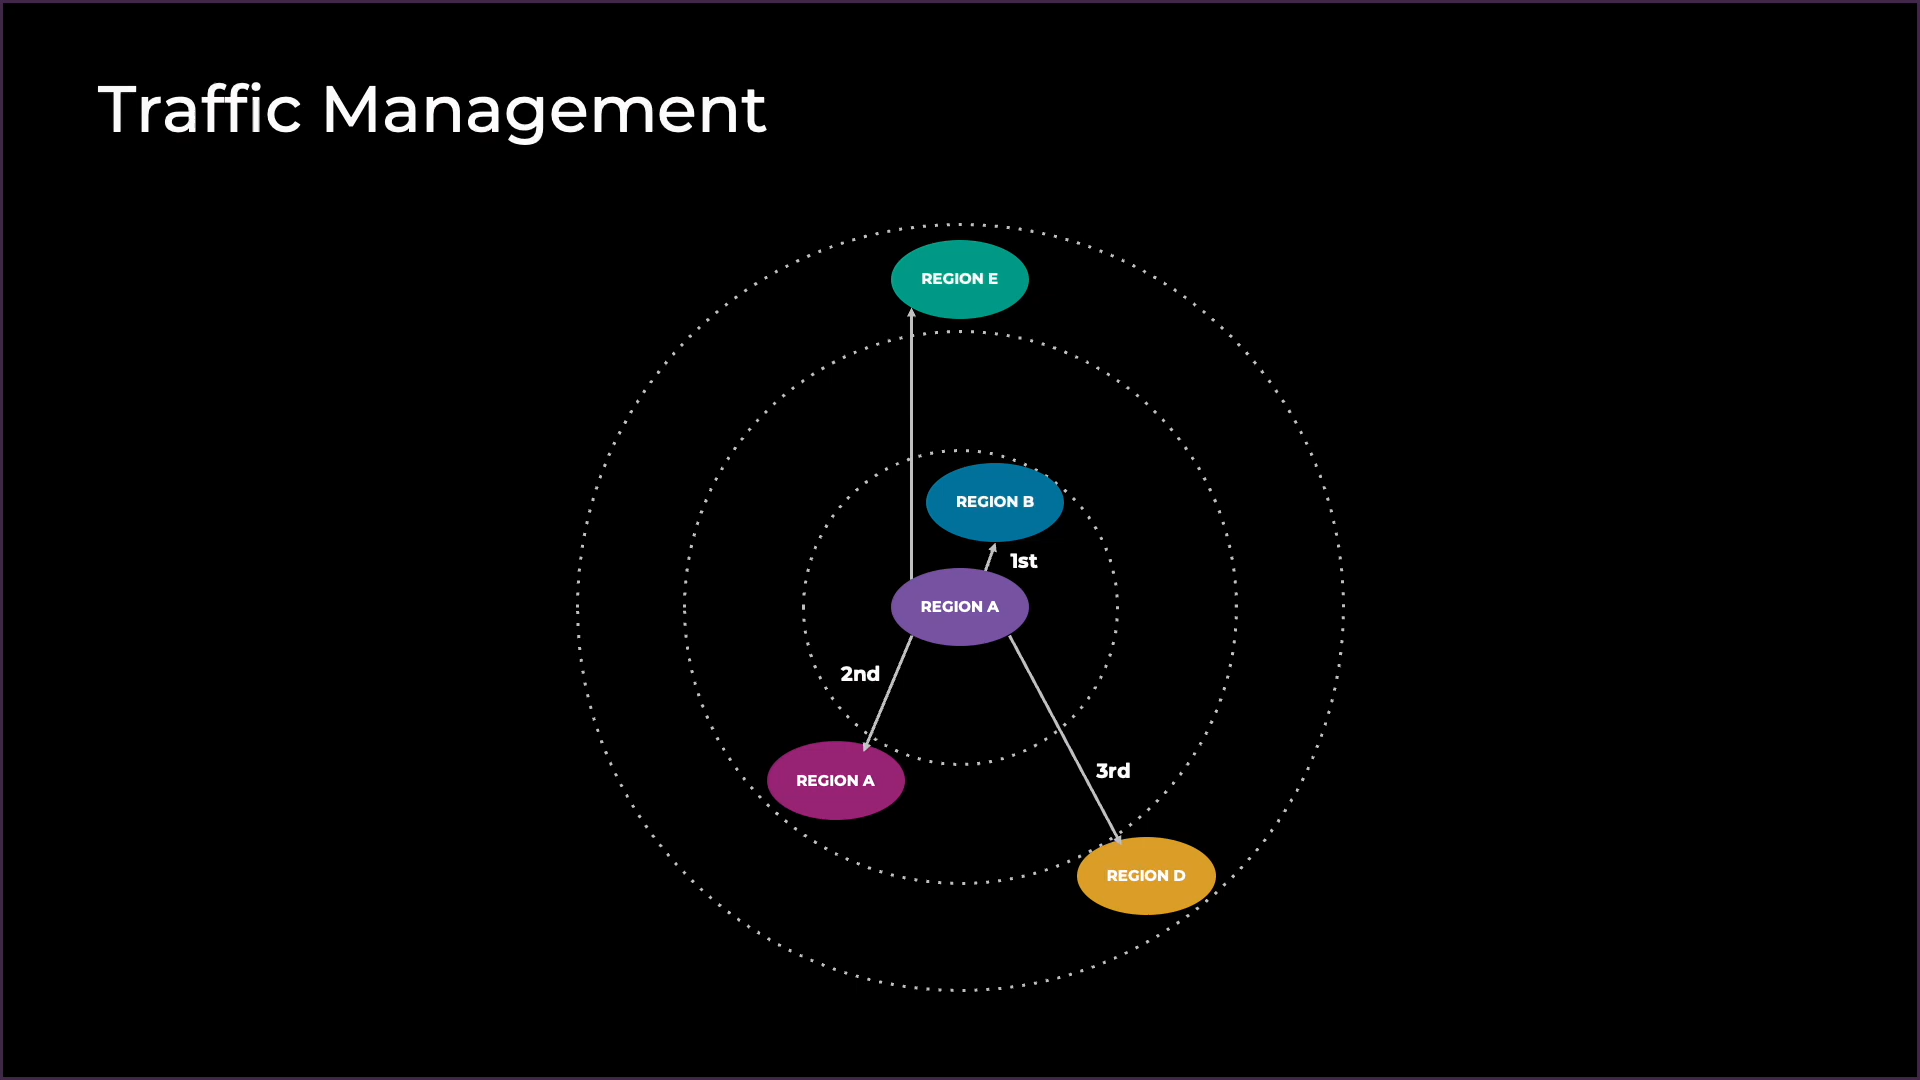 Traffic Management
REGION E
REGION B
1st
REGION A
2nd
3rd
REGION A
REGION D